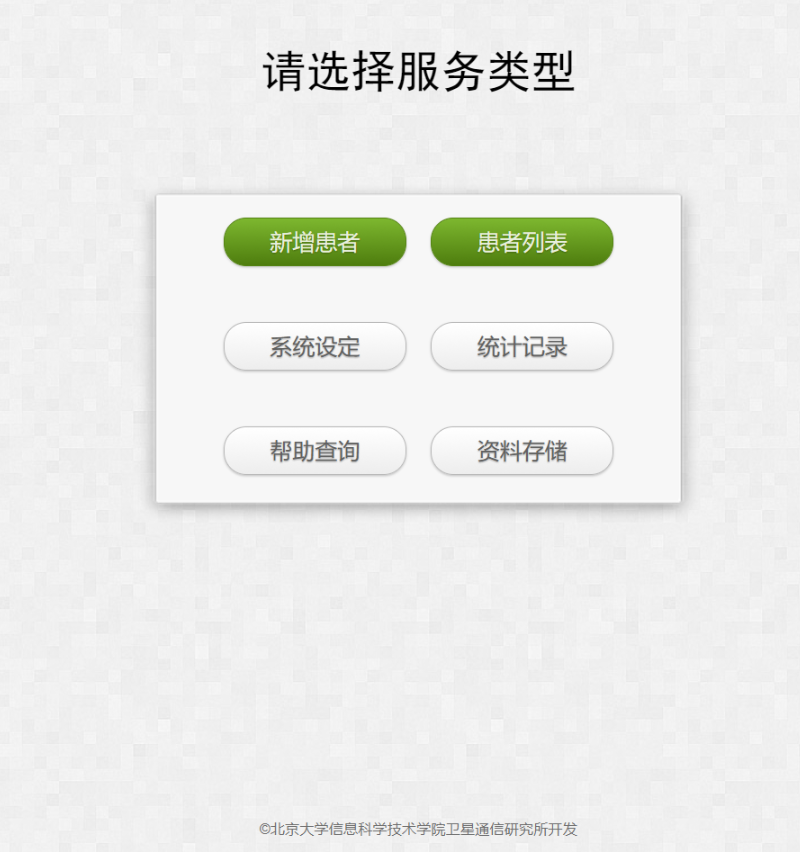 请选择服务类型
新增患者 患者列表
系统设定 统计记录
帮助查询 资料存储
©北京大学信息科学技术学院卫星通信研究所开发